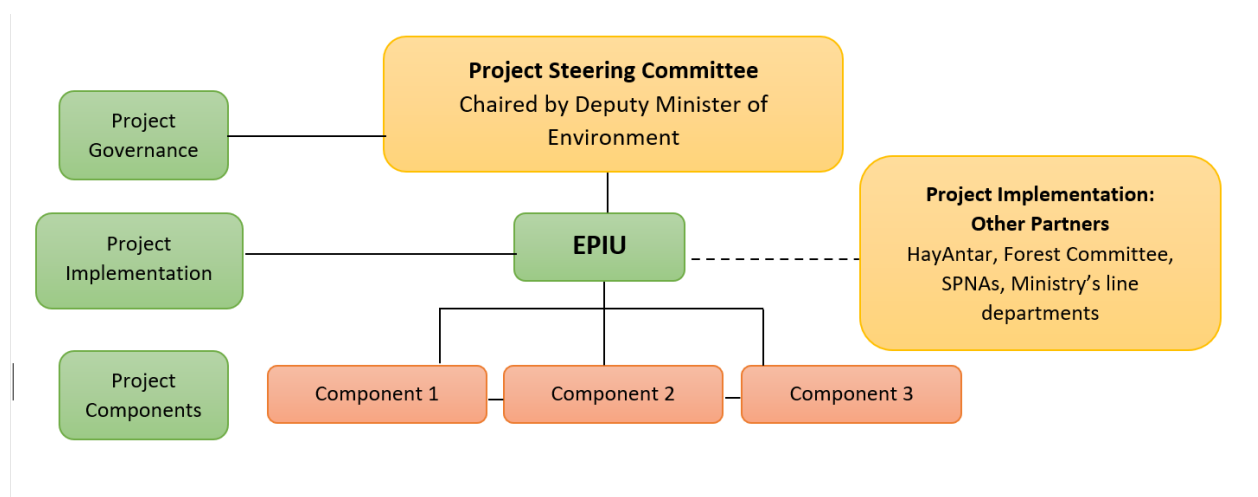 Project Steering Committee
Chaired by Deputy Minister of
Environment
Project
Governance
Project Implementation:
Other Partners
HayAntar, Forest Committee,
SPNAs, Ministry’s line
departments
Project
Implementation
EPIU
Project
Components
Component 1
Component 2
Component 3